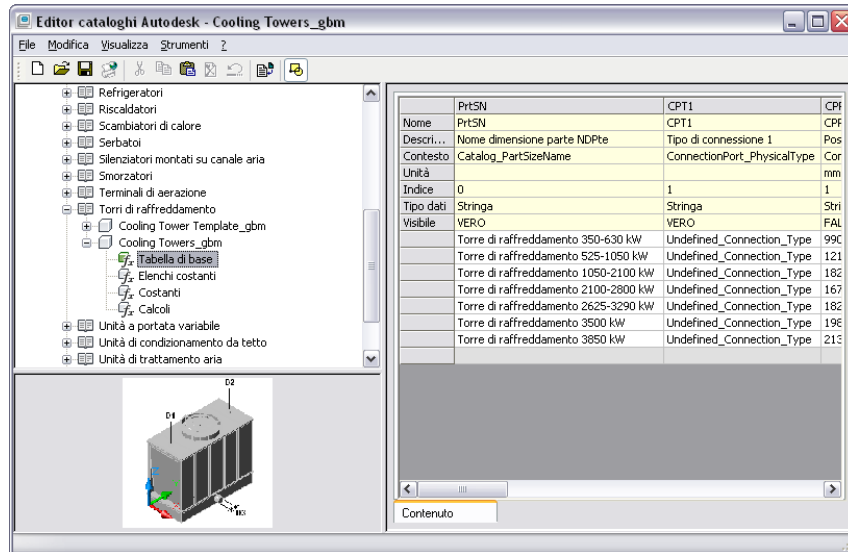 Editor cataloghi Autodesk - Cooling Towers_gbm
File Modifica Visualizza Strumenti ?
Refrigeratori
Riscaldatori
Scambiatori di calore
Serbatoi
Silenziatori montati su canale aria
Smorzatori
Terminali di aerazione
Torri di raffreddamento
Cooling Tower Template_gbm
Cooling Towers_gbm
Tabella di base
Elenchi costanti
Costanti
Calcoli
Unità a portata variabile
Unità di condizionamento da tetto
Unità di trattamento aria
D2
D1
PrtSN CPT1 CPF
Nome PrtSN CPT1 CPF
Descri... Nome dimensione parte NDPte Tipo di connessione 1 Pos
Contesto Catalog_PartSizeName ConnectionPort_PhysicalType Cor
Unità mm
Indice 0 1 1
Tipo dati Stringa Stringa Stri
Visibile VERO VERO FAL
Torre di raffreddamento 350-630 kW Undefined_Connection_Type 990
Torre di raffreddamento 525-1050 kW Undefined_Connection_Type 121
Torre di raffreddamento 1050-2100 kW Undefined_Connection_Type 182
Torre di raffreddamento 2100-2800 kW Undefined_Connection_Type 167
Torre di raffreddamento 2625-3290 kW Undefined_Connection_Type 182
Torre di raffreddamento 3500 kW Undefined_Connection_Type 198
Torre di raffreddamento 3850 kW Undefined_Connection_Type 213
Contenuto